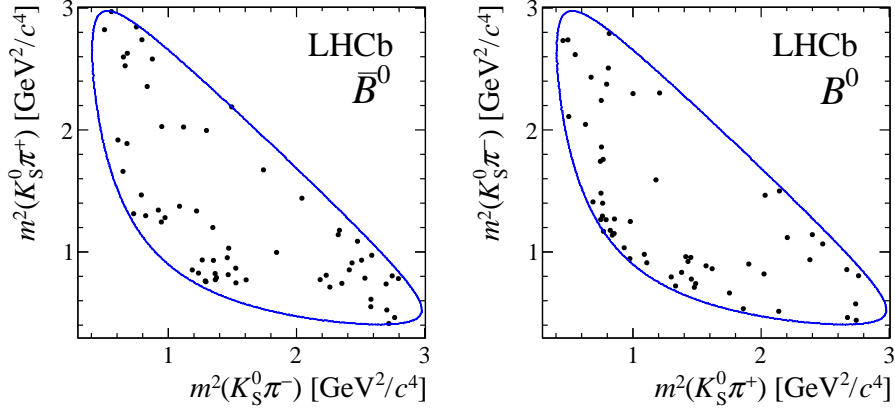 3
2
1
1 2 3
m²(K⁰_S π⁺) [GeV²/c⁴]
LHCb
B̅⁰
m²(K⁰_S π⁻) [GeV²/c⁴]
3
2
1
1 2 3
m²(K⁰_S π⁻) [GeV²/c⁴]
LHCb
B⁰
m²(K⁰_S π⁺) [GeV²/c⁴]